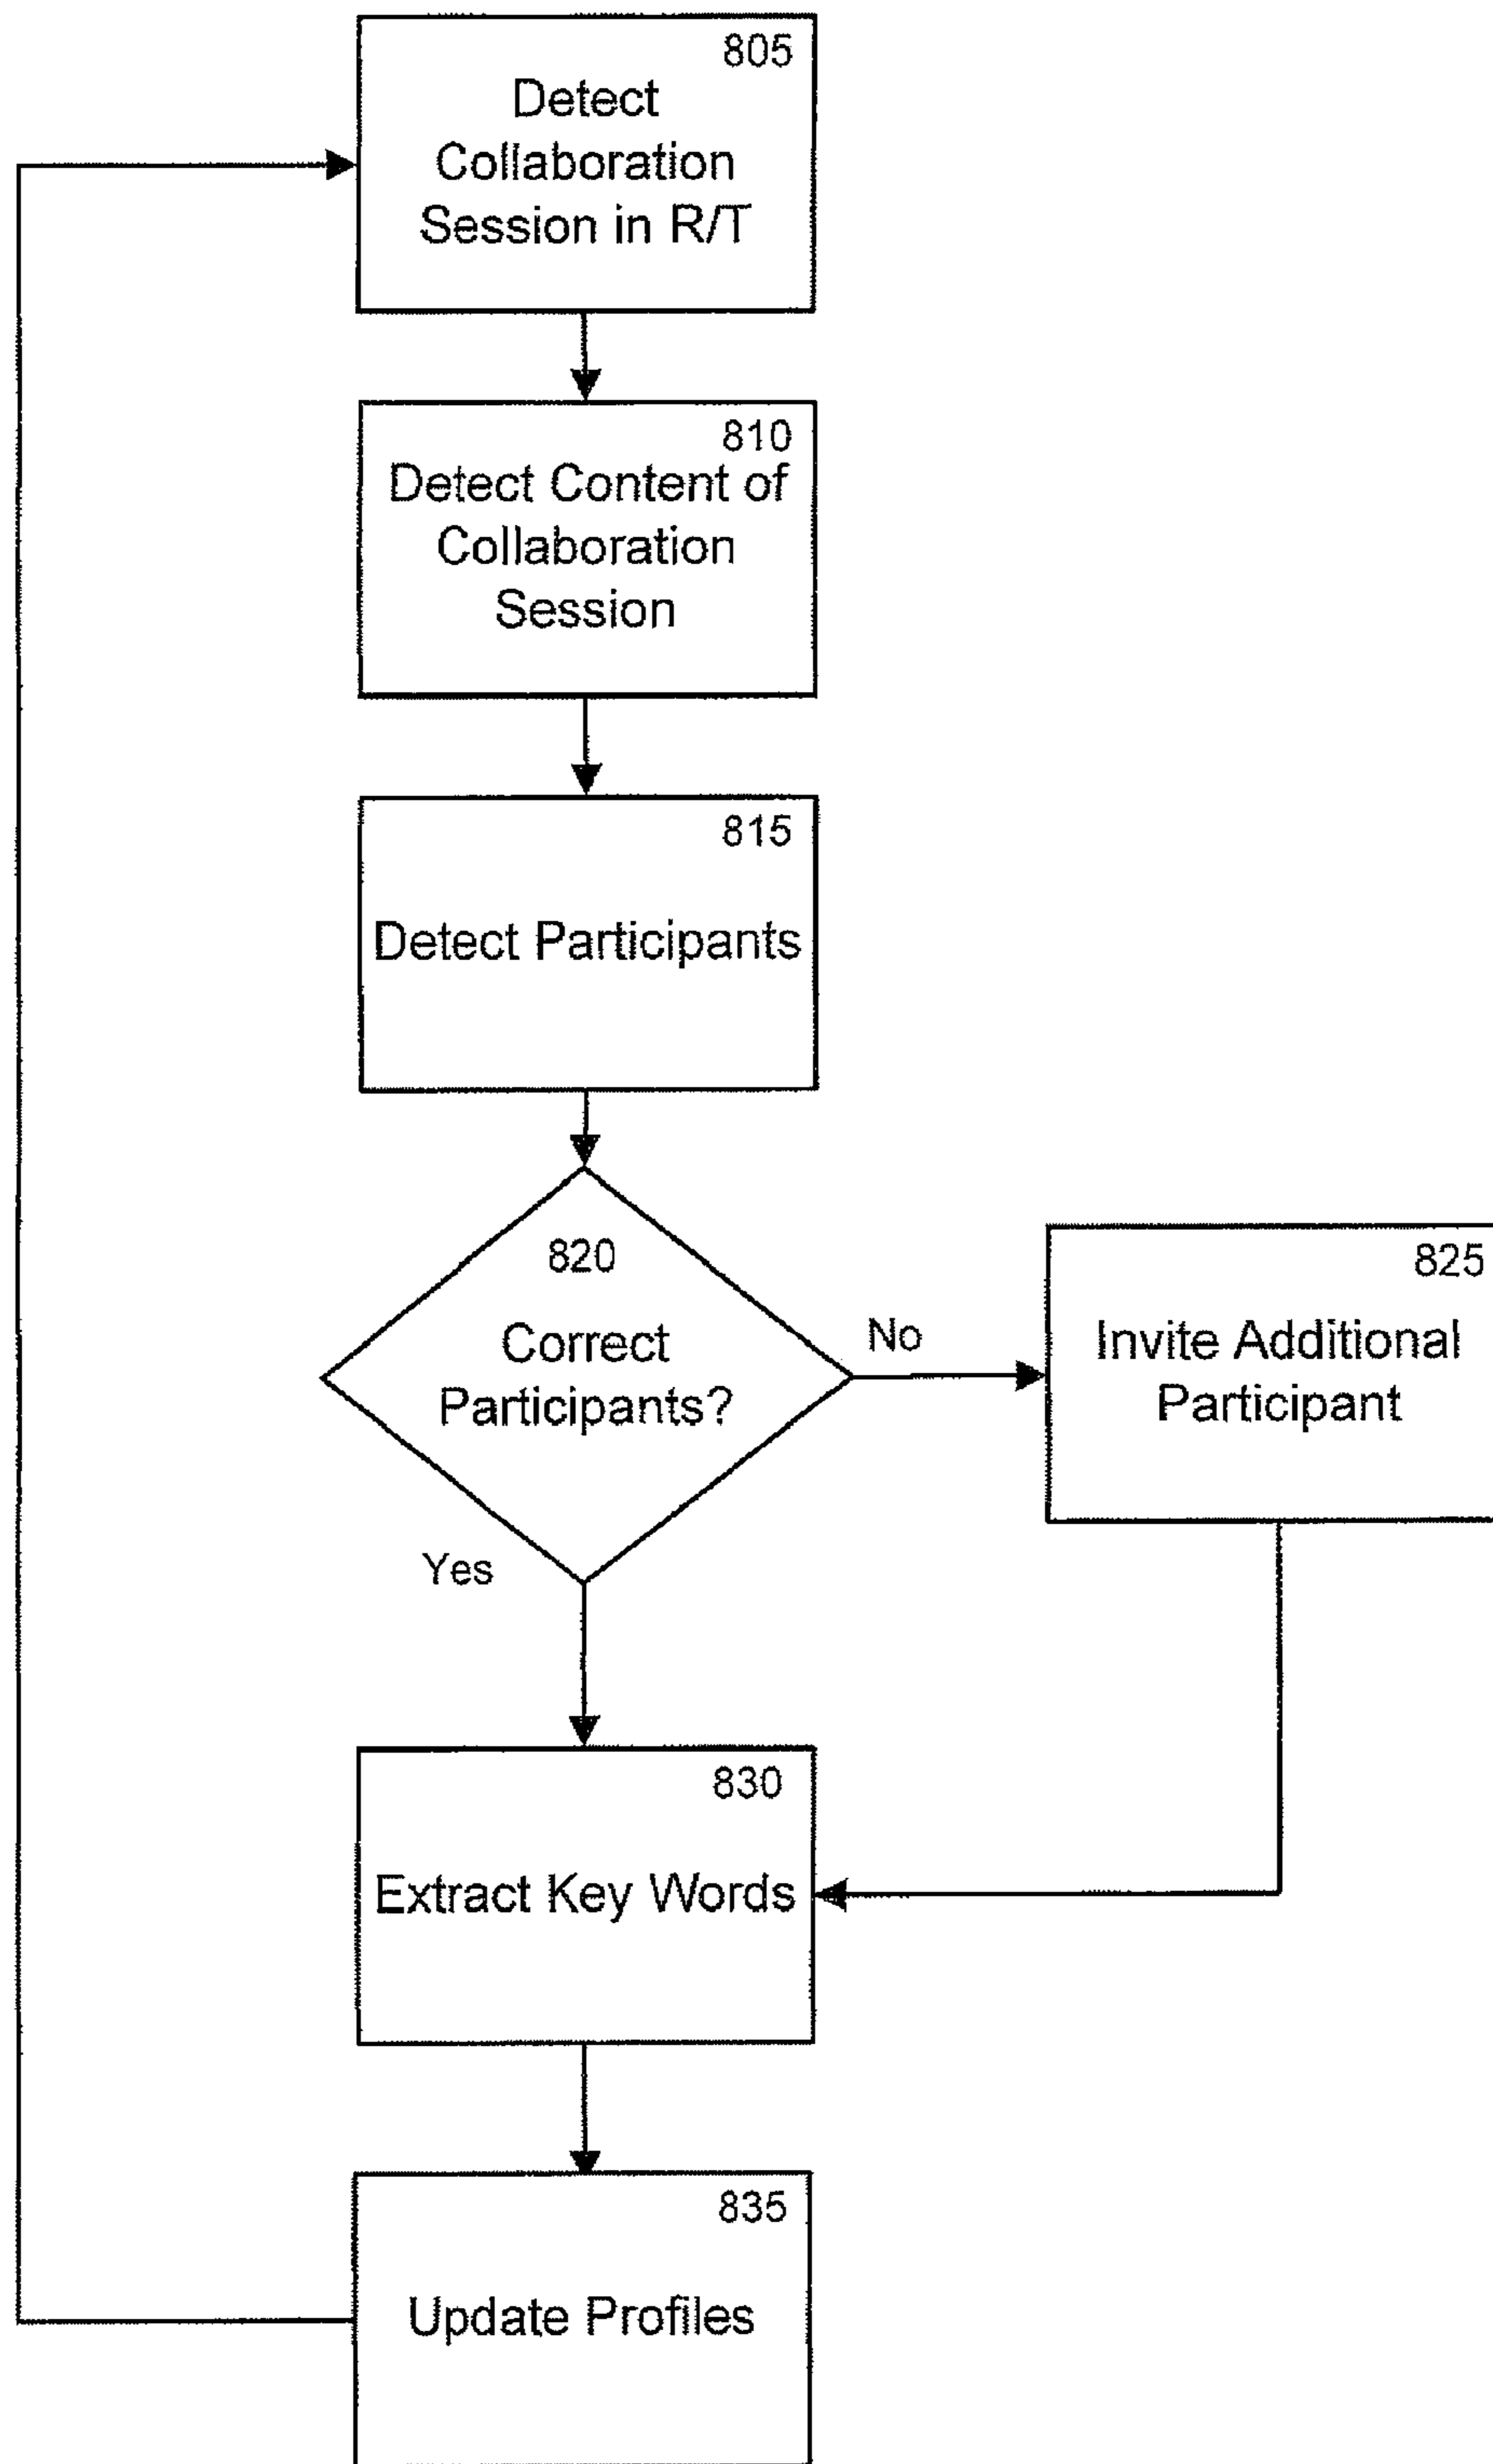 805
Detect
Collaboration
Session in R/T
810
Detect Content of
Collaboration
Session
815
Detect Participants
820
Correct
Participants?
No
825
Invite Additional
Participant
Yes
830
Extract Key Words
835
Update Profiles